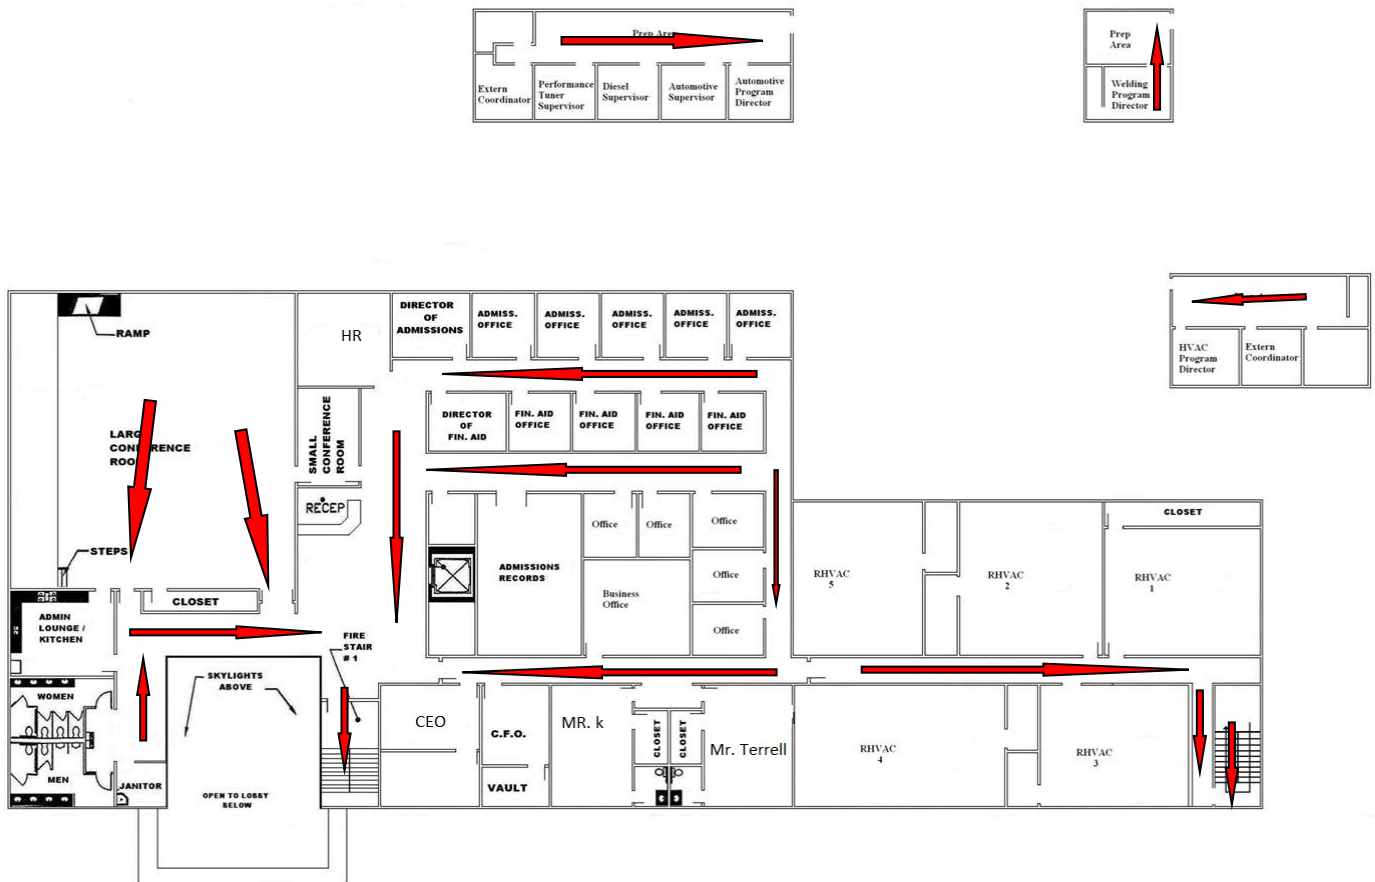 Prep Area
Extern
Coordinator
Performance
Tuner
Supervisor
Diesel
Supervisor
Automotive
Supervisor
Automotive
Program
Director
Prep
Area
Welding
Program
Director
HVAC
Program
Director
Extern
Coordinator
RAMP
HR
DIRECTOR
OF
ADMISSIONS
ADMISS.
OFFICE
ADMISS.
OFFICE
ADMISS.
OFFICE
ADMISS.
OFFICE
ADMISS.
OFFICE
LARG
CONFERENCE
ROO
SMALL
CONFERENCE
ROOM
DIRECTOR
OF
FIN. AID
FIN. AID
OFFICE
FIN. AID
OFFICE
FIN. AID
OFFICE
FIN. AID
OFFICE
RECEP
STEPS
ADMISSIONS
RECORDS
Office
Office
Office
Office
Office
Business
Office
CLOSET
RHVAC
5
RHVAC
2
RHVAC
1
CLOSET
ADMIN
LOUNGE /
KITCHEN
FIRE
STAIR
# 1
SKYLIGHTS
ABOVE
WOMEN
MEN
JANITOR
OPEN TO LOBBY
BELOW
CEO
C.F.O.
VAULT
MR. k
CLOSET
CLOSET
Mr. Terrell
RHVAC
4
RHVAC
3